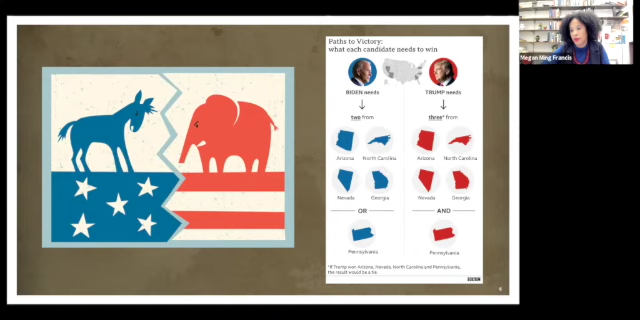 Paths to Victory:
what each candidate needs to win
BIDEN needs
TRUMP needs
two from
three* from
Arizona
North Carolina
Arizona
North Carolina
Nevada
Georgia
Nevada
Georgia
OR
AND
Pennsylvania
Pennsylvania
*If Trump won Arizona, Nevada, North Carolina and Pennsylvania,
the result would be a tie
BBC
Megan Ming Francis